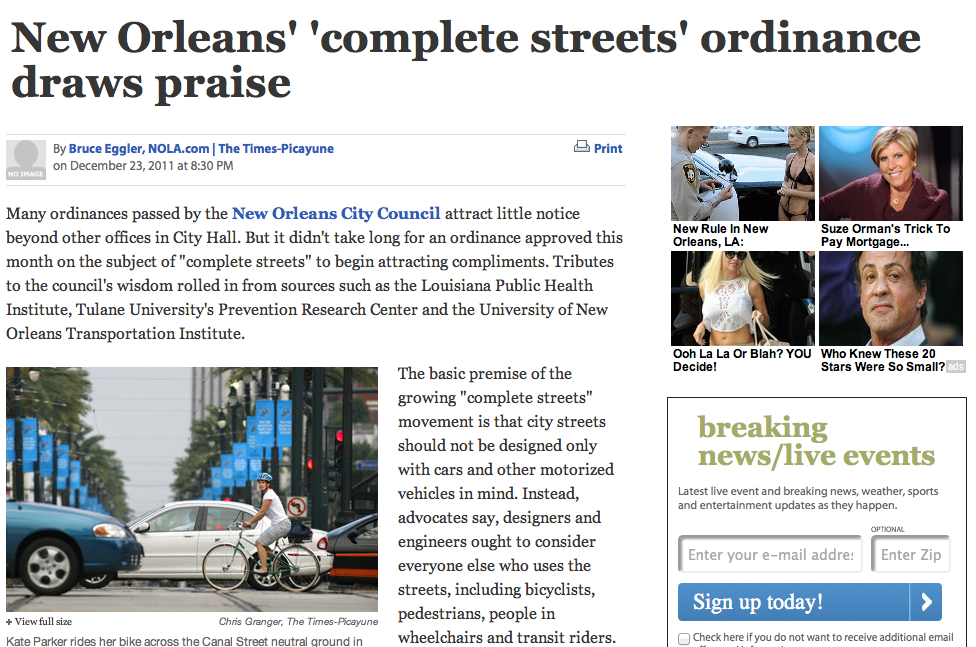 New Orleans' 'complete streets' ordinance
draws praise
NO IMAGE
By Bruce Eggler, NOLA.com | The Times-Picayune
on December 23, 2011 at 8:30 PM
Print
Many ordinances passed by the New Orleans City Council attract little notice
beyond other offices in City Hall. But it didn't take long for an ordinance approved this
month on the subject of "complete streets" to begin attracting compliments. Tributes
to the council's wisdom rolled in from sources such as the Louisiana Public Health
Institute, Tulane University's Prevention Research Center and the University of New
Orleans Transportation Institute.
+ View full size
Chris Granger, The Times-Picayune
Kate Parker rides her bike across the Canal Street neutral ground in
The basic premise of the
growing "complete streets"
movement is that city streets
should not be designed only
with cars and other motorized
vehicles in mind. Instead,
advocates say, designers and
engineers ought to consider
everyone else who uses the
streets, including bicyclists,
pedestrians, people in
wheelchairs and transit riders.
New Rule In New
Orleans, LA:
Suze Orman's Trick To
Pay Mortgage...
Ooh La La Or Blah? YOU
Decide!
Who Knew These 20
Stars Were So Small?
ads
breaking
news/live events
Latest live event and breaking news, weather, sports
and entertainment updates as they happen.
OPTIONAL
Enter your e-mail addre
Enter Zip
Sign up today!
Check here if you do not want to receive additional email